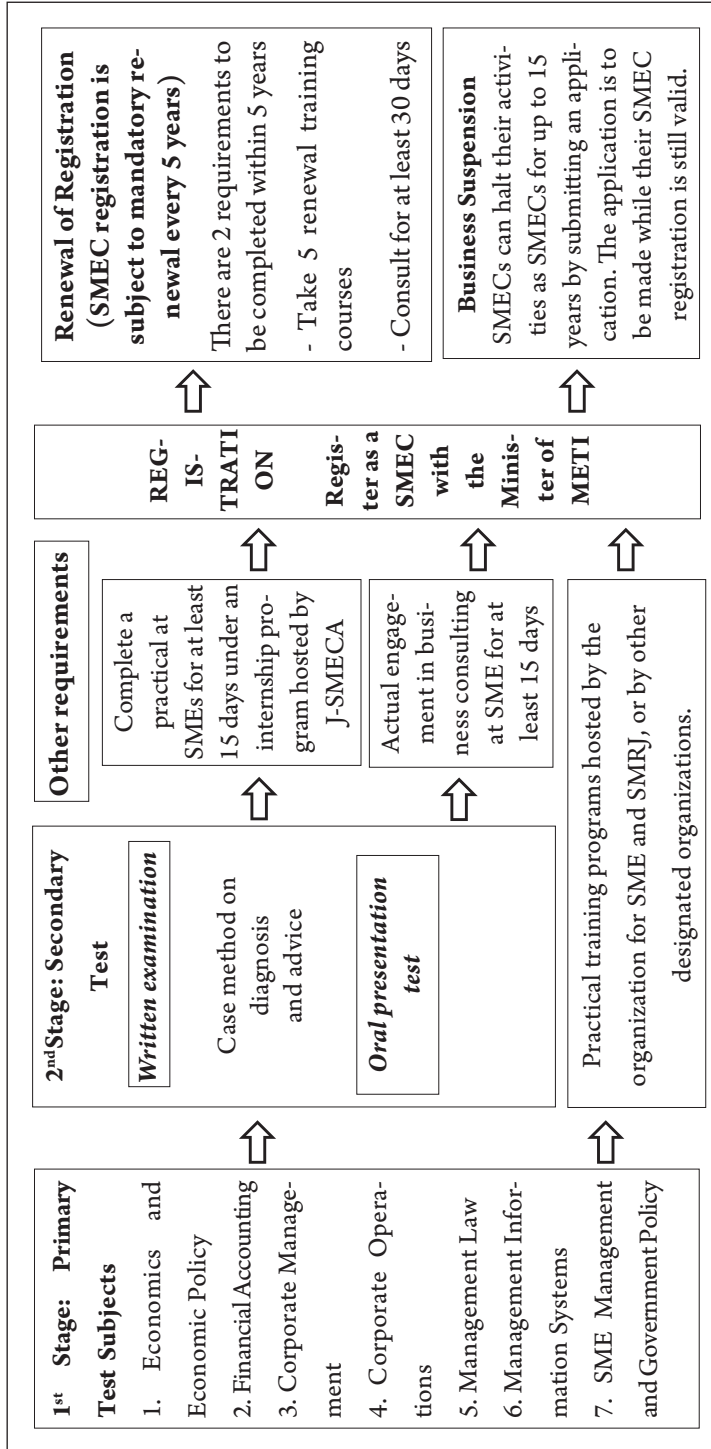 1st Stage: Primary
Test Subjects
1. Economics and
Economic Policy
2. Financial Accounting
3. Corporate Manage-
ment
4. Corporate Opera-
tions
5. Management Law
6. Management Infor-
mation Systems
7. SME Management
and Government Policy
2nd Stage: Secondary
Test
Written examination
Case method on
diagnosis
and advice
Oral presentation
test
Other requirements
Complete a
practical at
SMEs for at least
15 days under an
internship pro-
gram hosted by
J-SMECA
Actual engage-
ment in busi-
ness consulting
at SME for at
least 15 days
Practical training programs hosted by the
organization for SME and SMRJ, or by other
designated organizations.
REG-
IS-
TRATI
ON
Regis-
ter as a
SMEC
with
the
Minis-
ter of
METI
Renewal of Registration
(SMEC registration is
subject to mandatory re-
newal every 5 years)
There are 2 requirements to
be completed within 5 years
- Take 5 renewal training
courses
- Consult for at least 30 days
Business Suspension
SMECs can halt their activi-
ties as SMECs for up to 15
years by submitting an appli-
cation. The application is to
be made while their SMEC
registration is still valid.